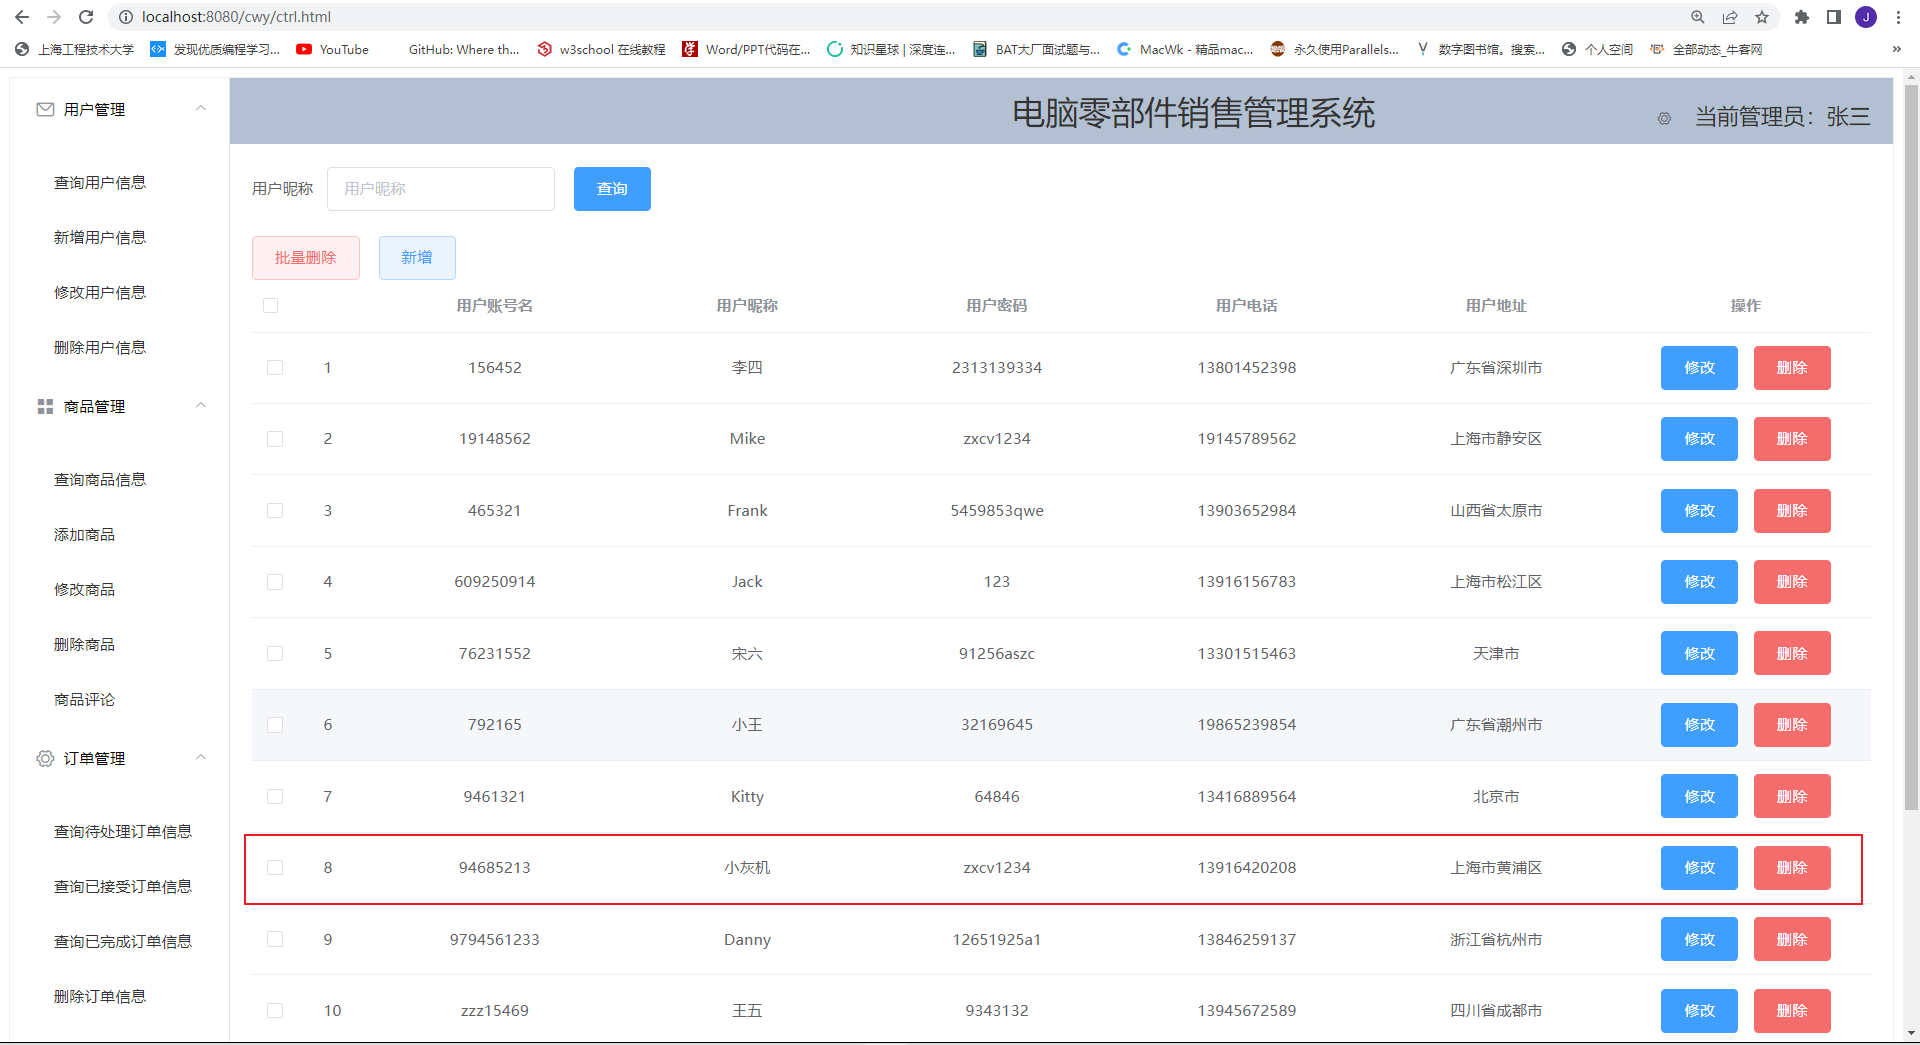 localhost:8080/cwy/ctrl.html
J
上海工程技术大学 发现优质编程学习... YouTube GitHub: Where th... w3school 在线教程 Word/PPT代码在... 知识星球 | 深度连... BAT大厂面试题与... MacWk - 精品mac... 永久使用Parallels... 数字图书馆。搜索... 个人空间 全部动态_牛客网 »
用户管理
查询用户信息
新增用户信息
修改用户信息
删除用户信息
商品管理
查询商品信息
添加商品
修改商品
删除商品
商品评论
订单管理
查询待处理订单信息
查询已接受订单信息
查询已完成订单信息
删除订单信息
电脑零部件销售管理系统
当前管理员：张三
用户昵称 用户昵称 查询
批量删除 新增
用户账号名 用户昵称 用户密码 用户电话 用户地址 操作
1 156452 李四 2313139334 13801452398 广东省深圳市 修改 删除
2 19148562 Mike zxcv1234 19145789562 上海市静安区 修改 删除
3 465321 Frank 5459853qwe 13903652984 山西省太原市 修改 删除
4 609250914 Jack 123 13916156783 上海市松江区 修改 删除
5 76231552 宋六 91256aszc 13301515463 天津市 修改 删除
6 792165 小王 32169645 19865239854 广东省潮州市 修改 删除
7 9461321 Kitty 64846 13416889564 北京市 修改 删除
8 94685213 小灰机 zxcv1234 13916420208 上海市黄浦区 修改 删除
9 9794561233 Danny 12651925a1 13846259137 浙江省杭州市 修改 删除
10 zzz15469 王五 9343132 13945672589 四川省成都市 修改 删除